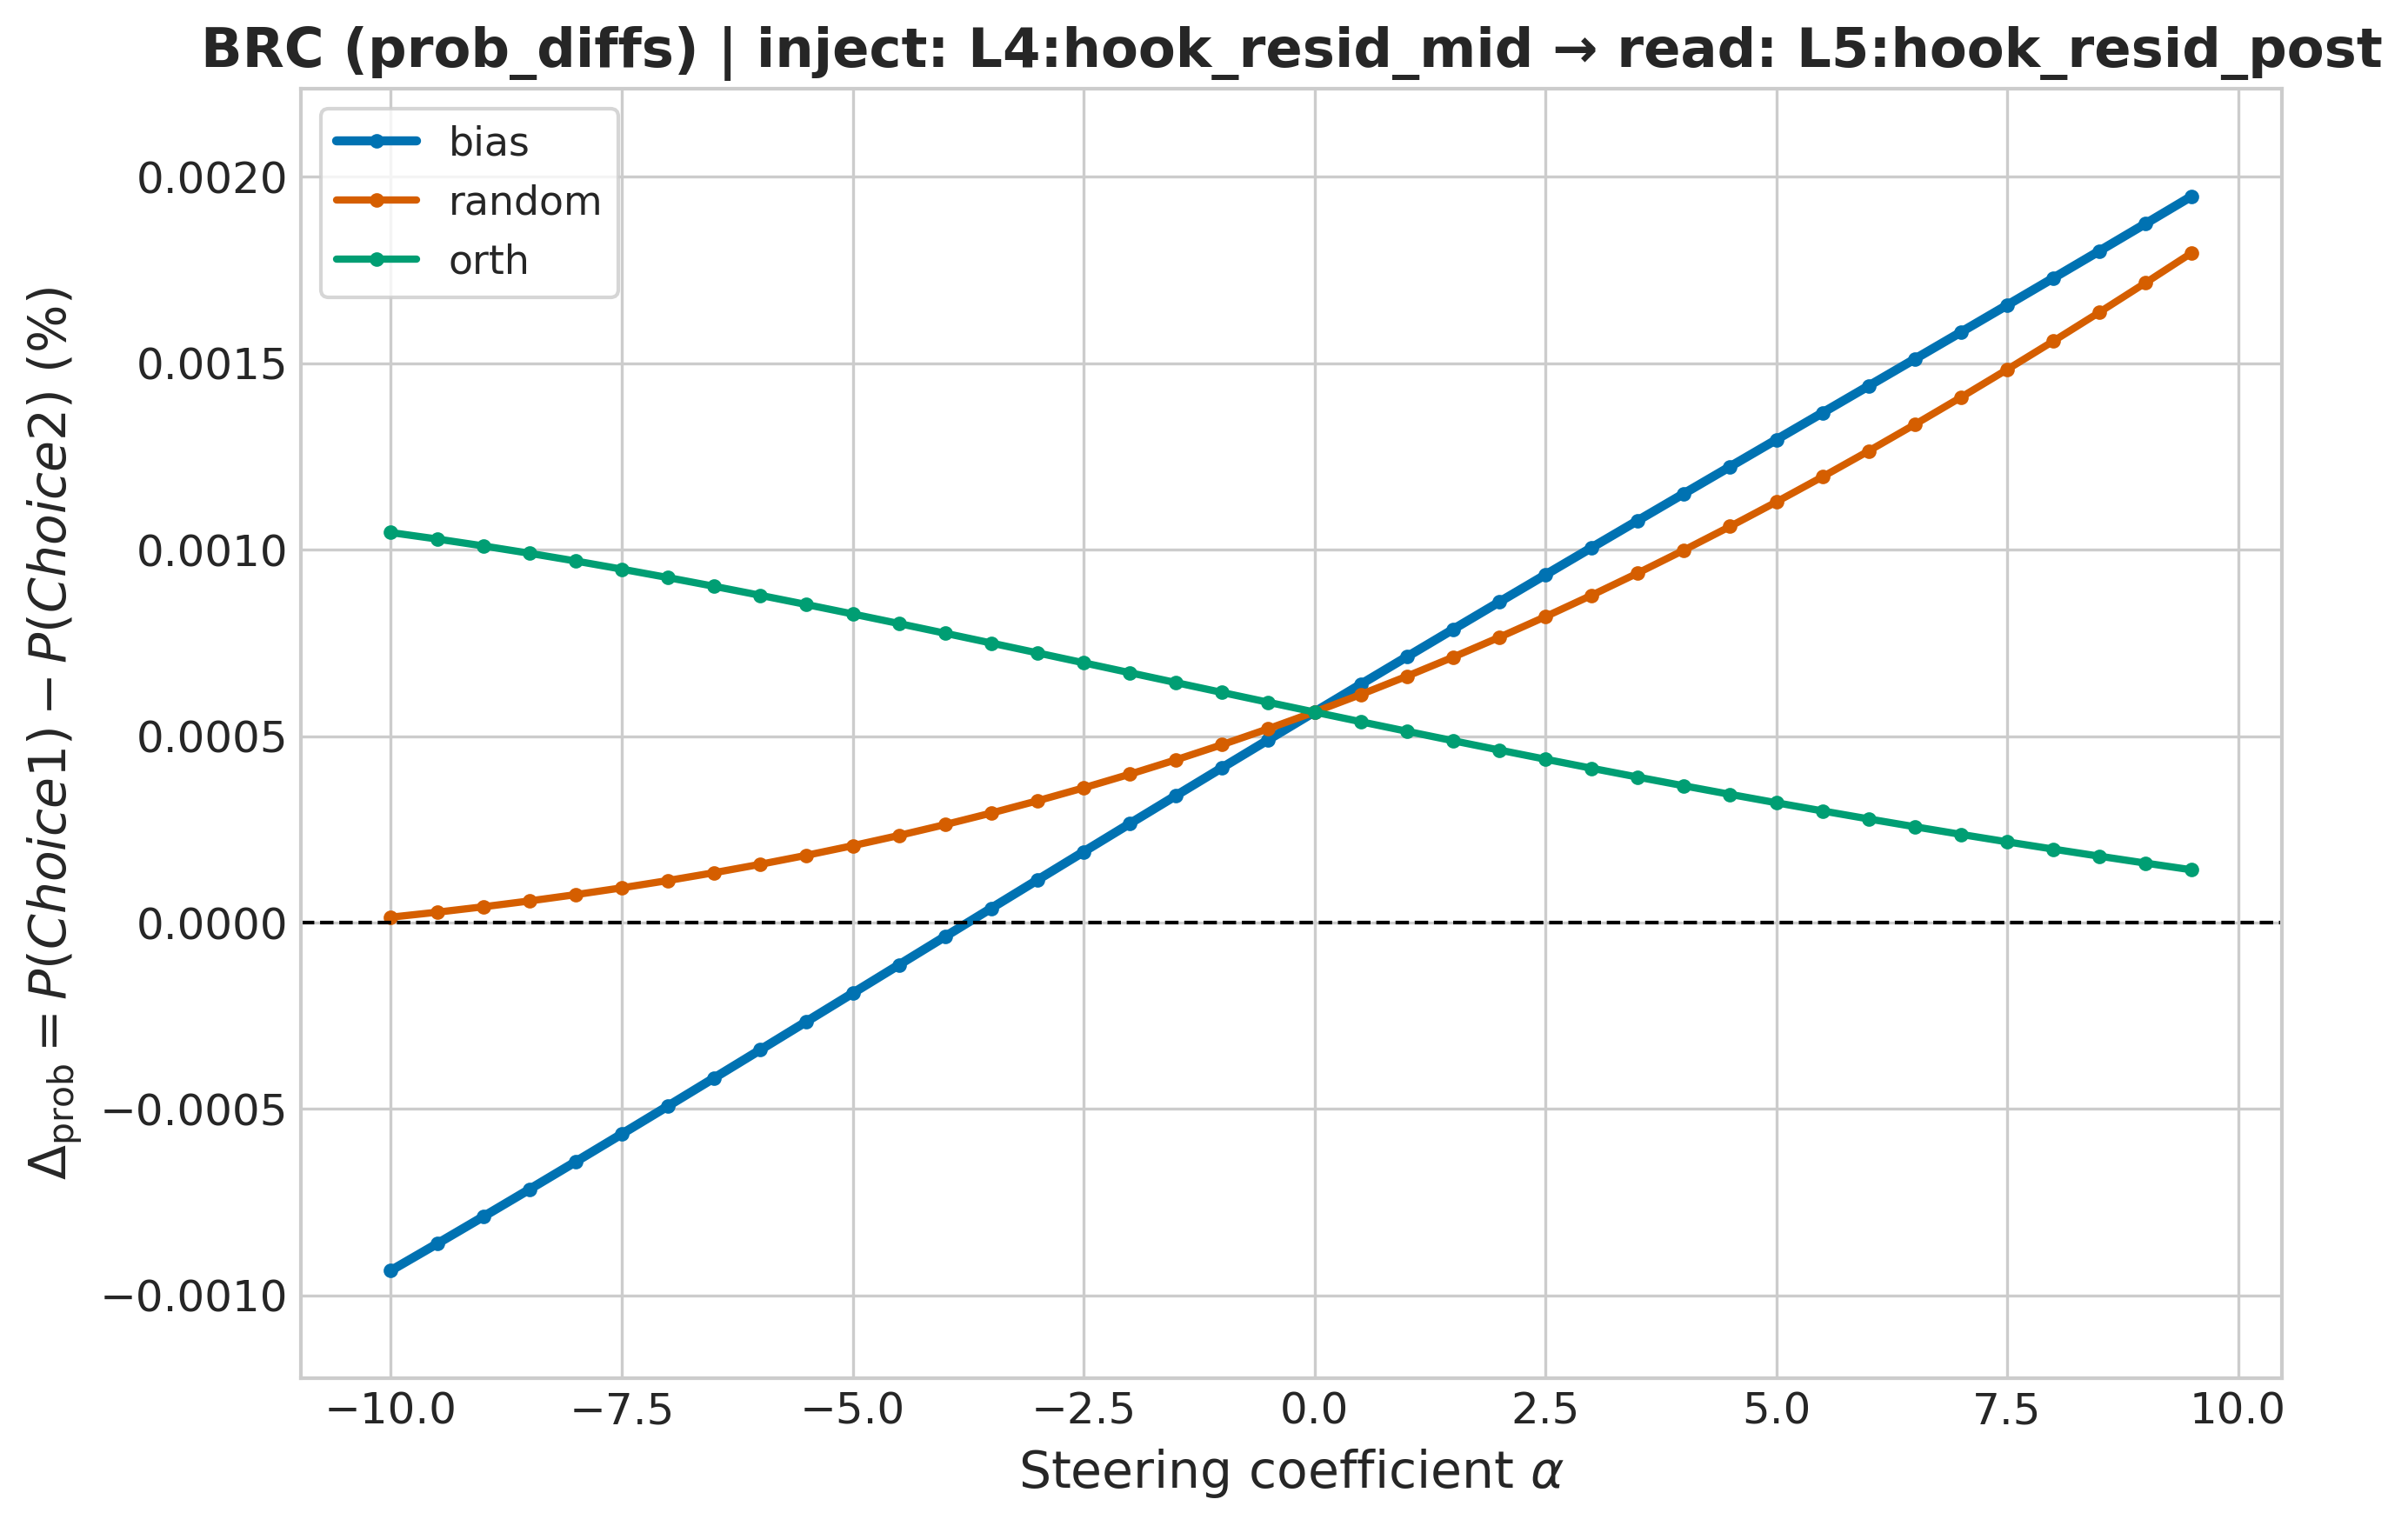 BRC (prob_diffs) | inject: L4:hook_resid_mid → read: L5:hook_resid_post
bias
random
orth
0.0020
0.0015
0.0010
0.0005
0.0000
−0.0005
−0.0010
Δprob = P(Choice1) − P(Choice2) (%)
−10.0 −7.5 −5.0 −2.5 0.0 2.5 5.0 7.5 10.0
Steering coefficient α